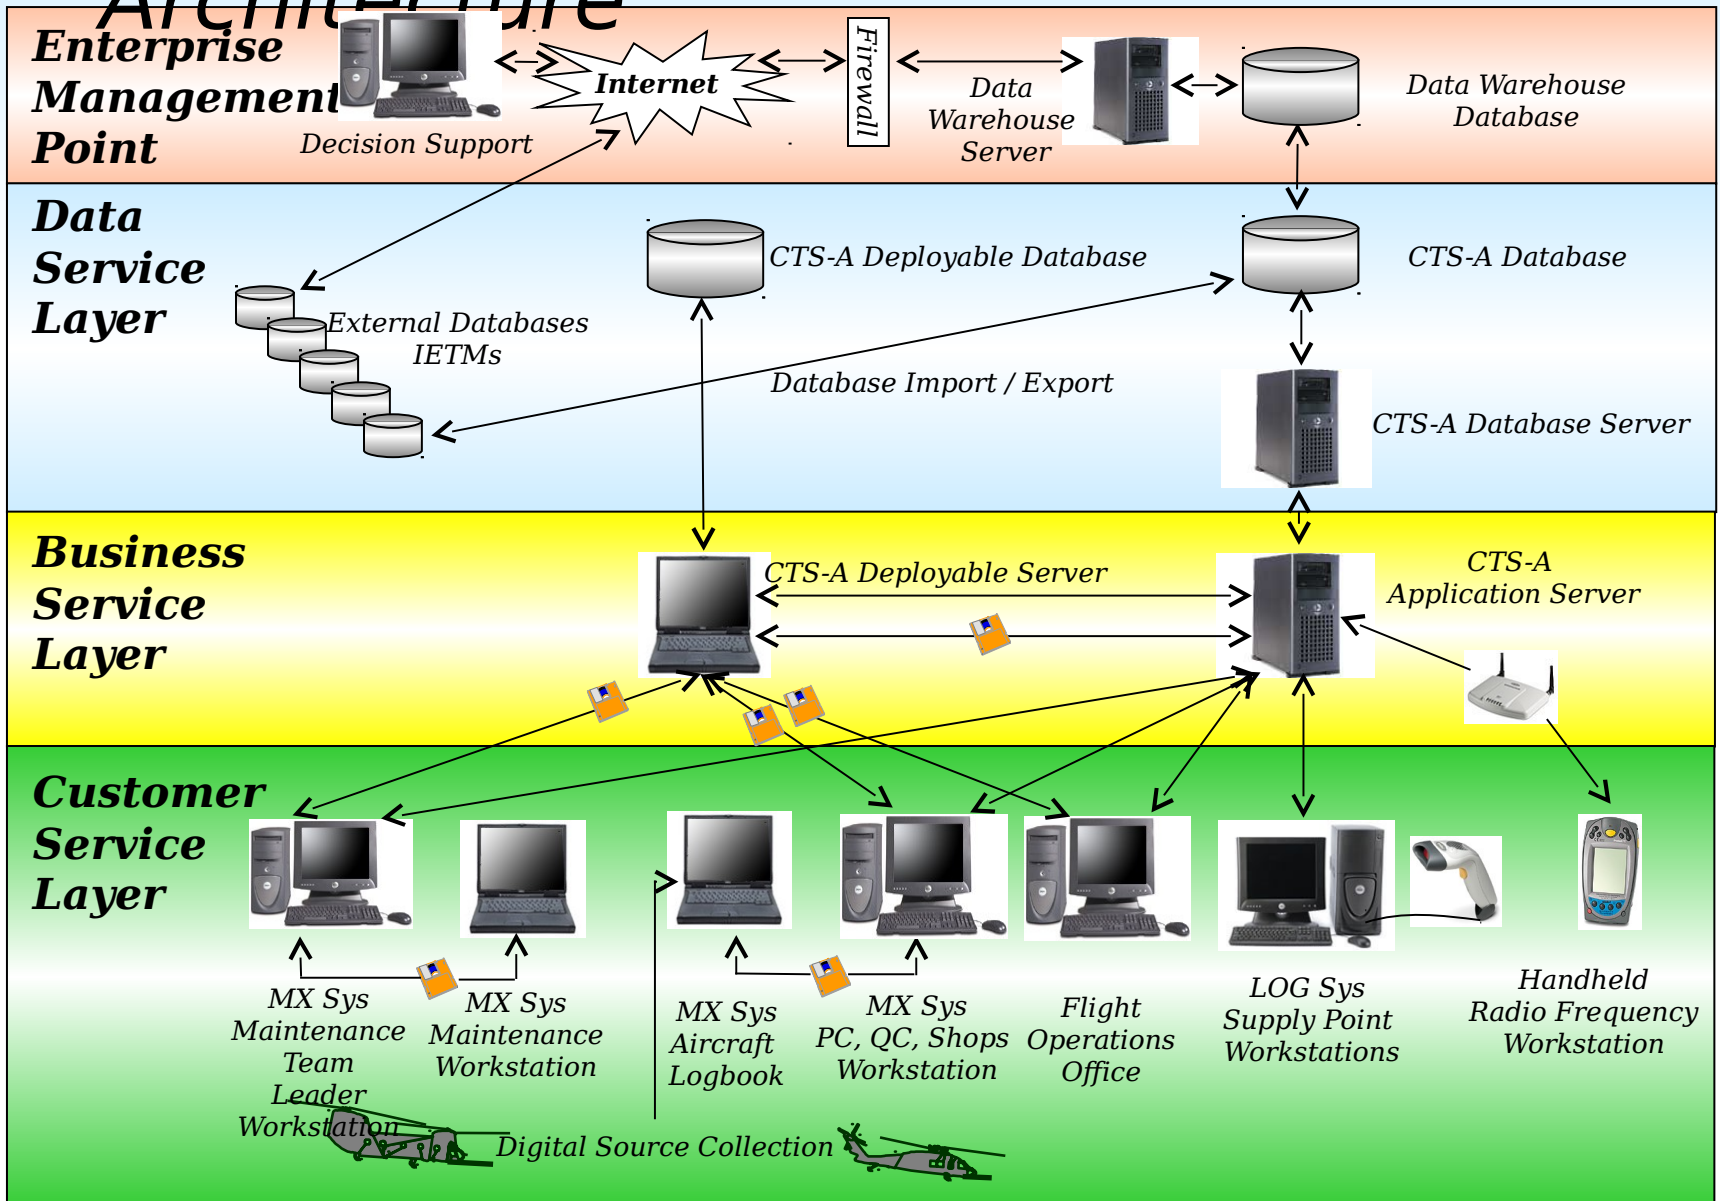 Architecture
Enterprise
Management
Point
Decision Support
Internet
Firewall
Data
Warehouse
Server
Data Warehouse
Database
Data
Service
Layer
External Databases
IETMs
CTS-A Deployable Database
CTS-A Database
Database Import / Export
CTS-A Database Server
Business
Service
Layer
CTS-A Deployable Server
CTS-A
Application Server
Customer
Service
Layer
MX Sys
Maintenance
Team
Leader
Workstation
MX Sys
Maintenance
Workstation
MX Sys
Aircraft
Logbook
MX Sys
PC, QC, Shops
Workstation
Flight
Operations
Office
LOG Sys
Supply Point
Workstations
Handheld
Radio Frequency
Workstation
Digital Source Collection